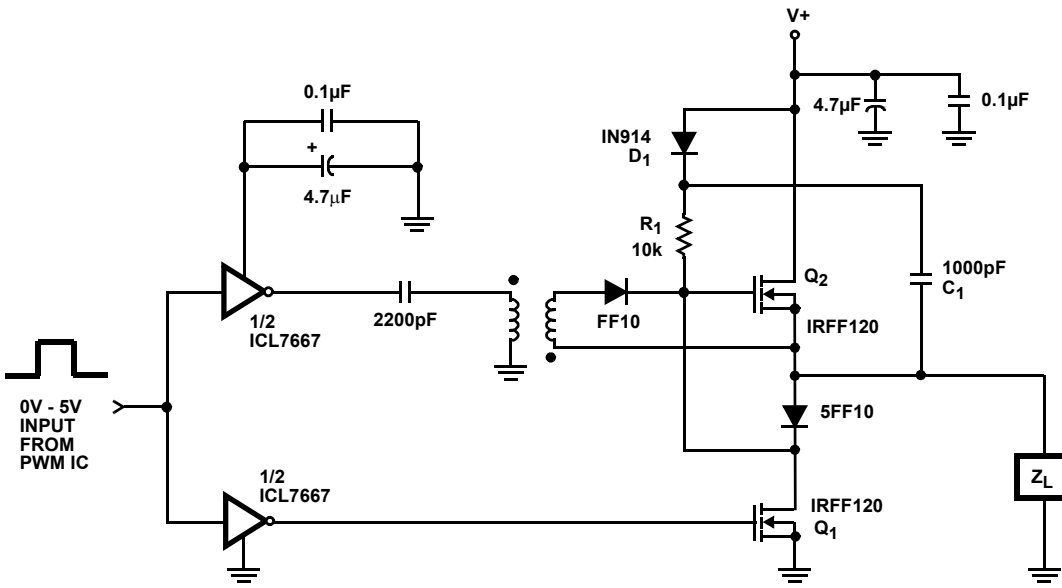 V+
0.1µF
+
4.7µF
4.7µF
0.1µF
IN914
D1
R1
10k
1000pF
C1
Q2
IRFF120
FF10
2200pF
1/2
ICL7667
0V - 5V
INPUT
FROM
PWM IC
5FF10
1/2
ICL7667
IRFF120
Q1
ZL